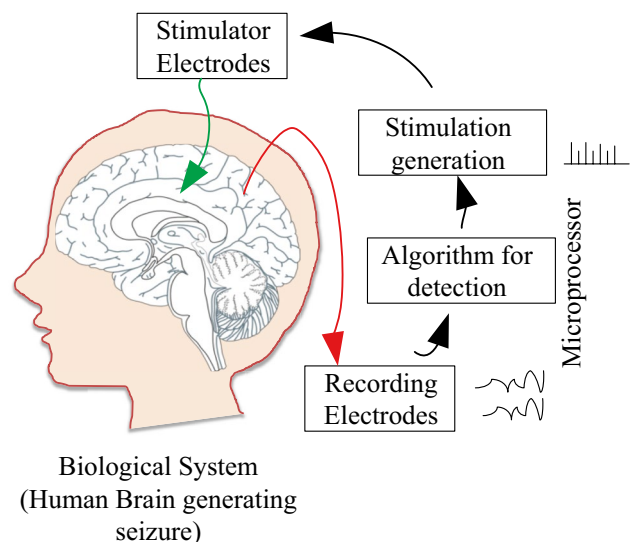 Stimulator
Electrodes
Stimulation
generation
Algorithm for
detection
Microprocessor
Recording
Electrodes
Biological System
(Human Brain generating
seizure)